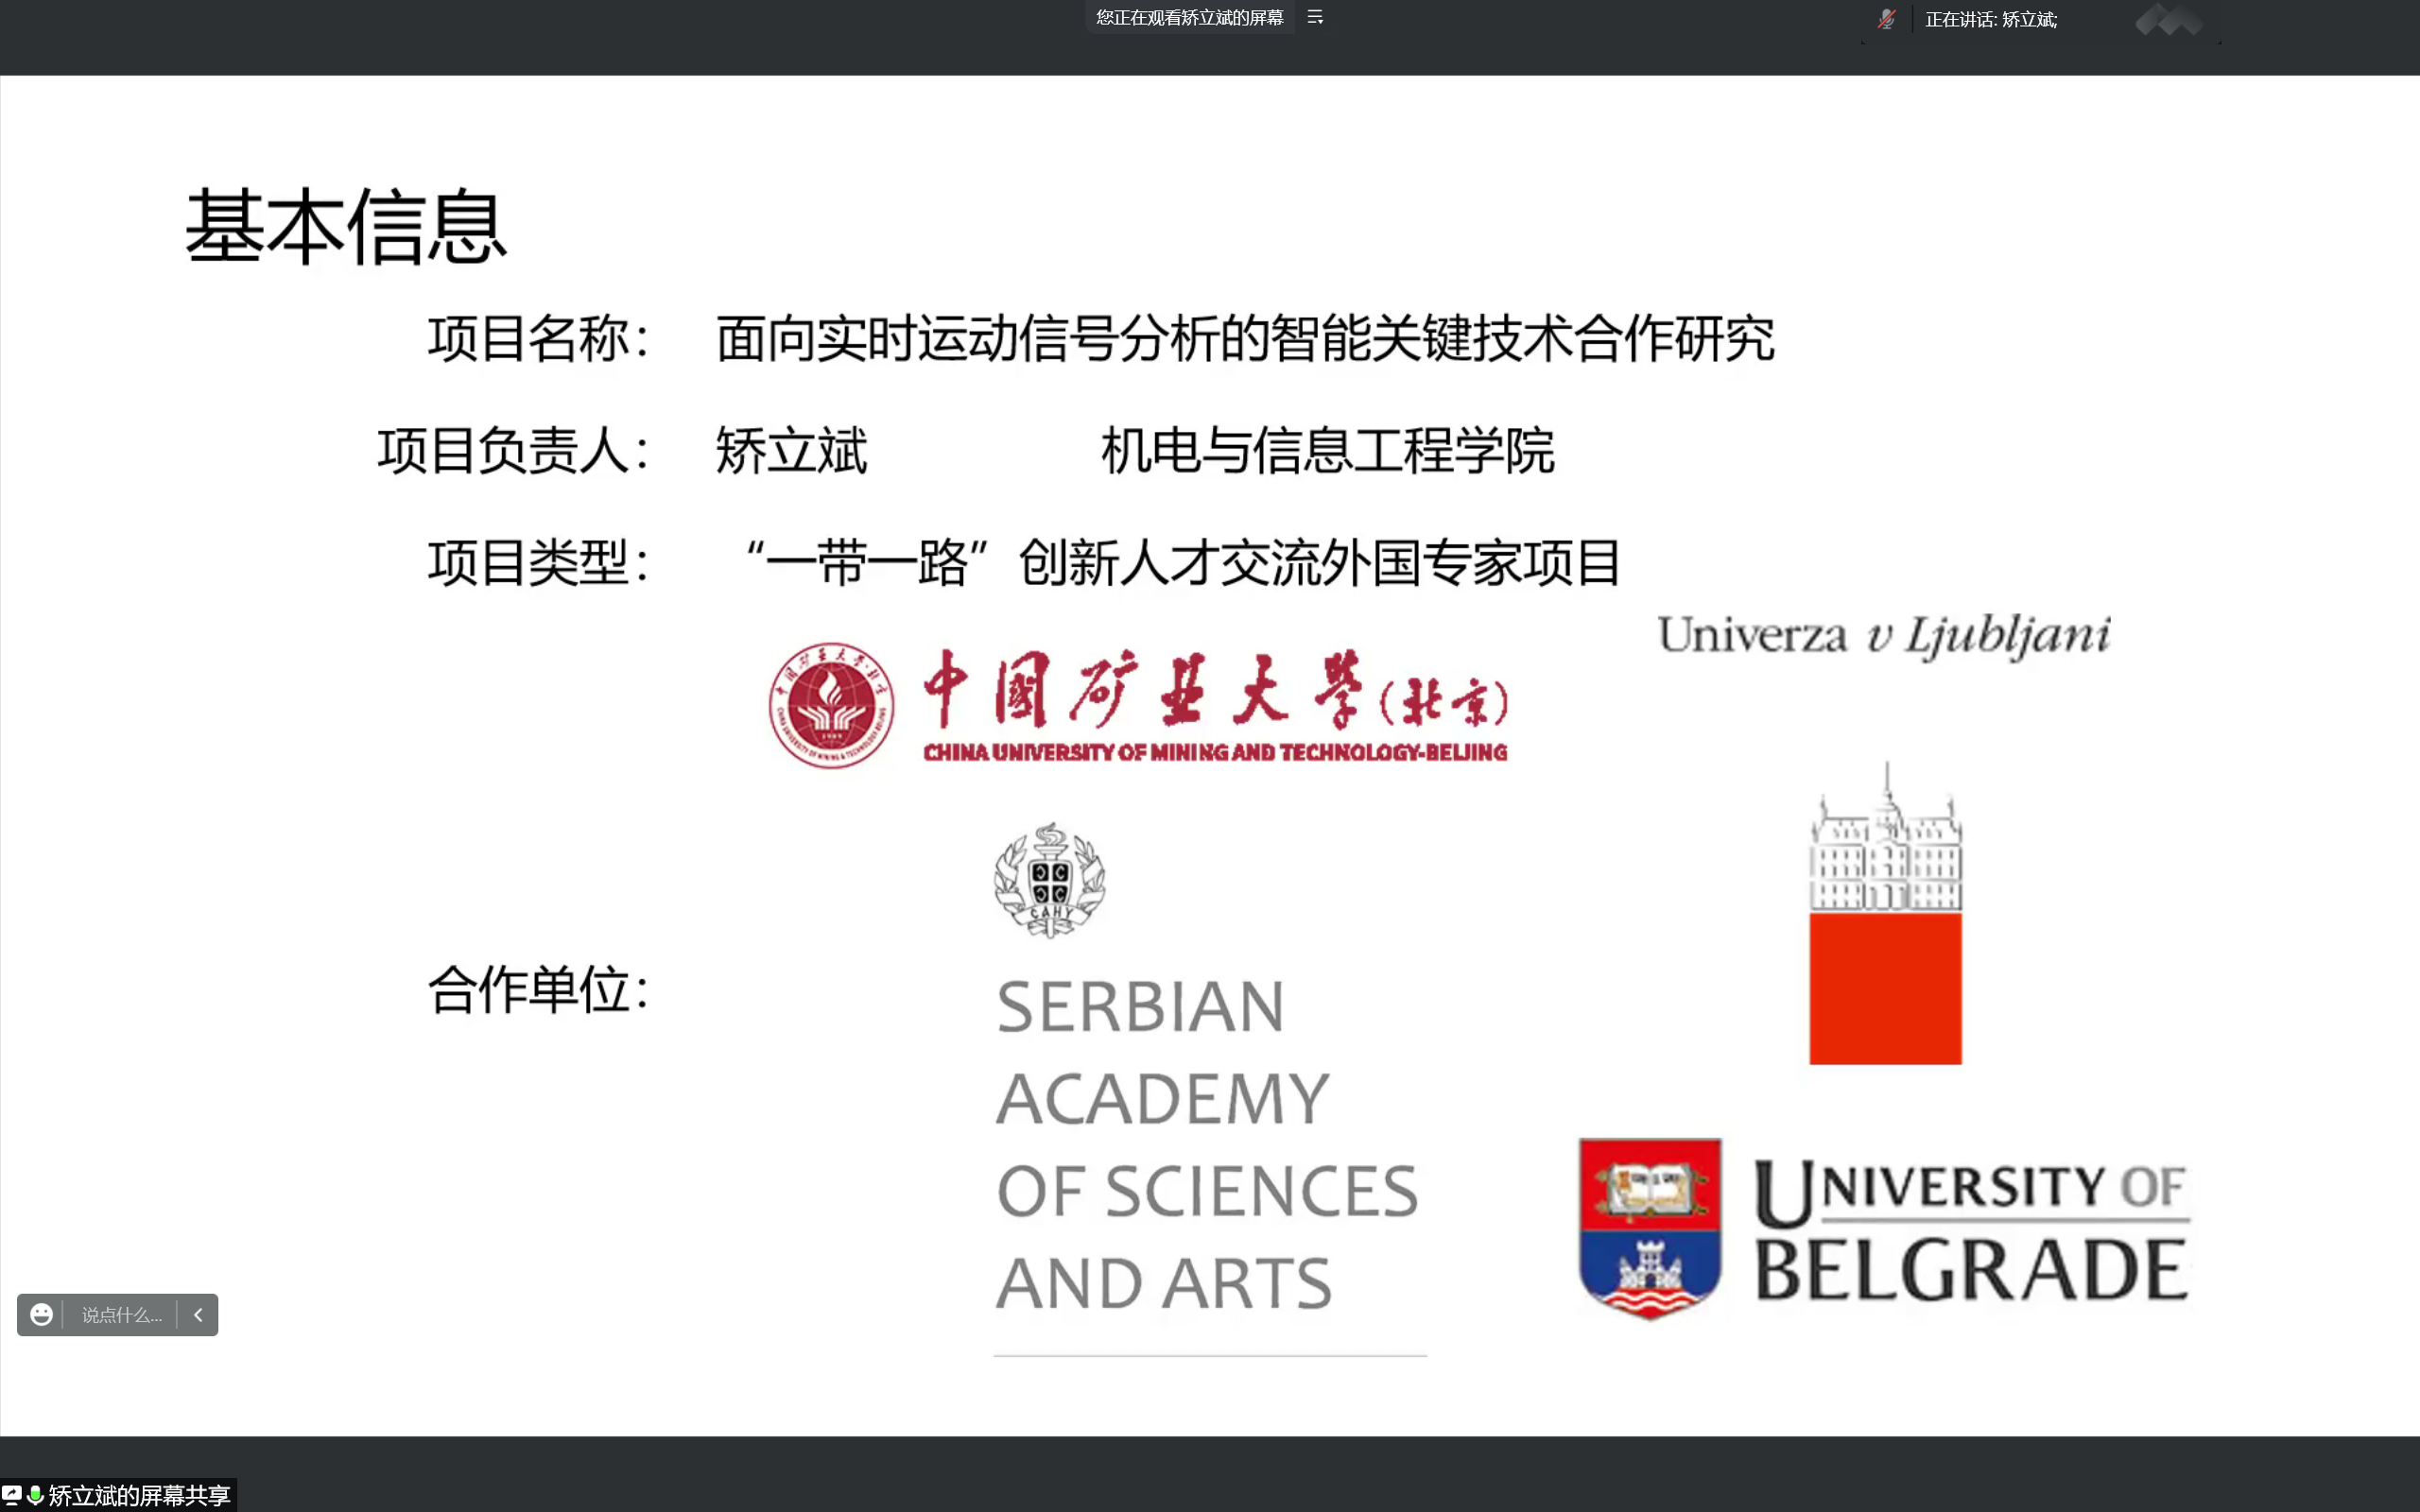 您正在观看矫立斌的屏幕
正在讲话: 矫立斌;
基本信息
项目名称： 面向实时运动信号分析的智能关键技术合作研究
项目负责人： 矫立斌 机电与信息工程学院
项目类型： “一带一路”创新人才交流外国专家项目
Univerza v Ljubljani
中国矿业大学(北京)
CHINA UNIVERSITY OF MINING AND TECHNOLOGY-BEIJING
САНУ
合作单位：
SERBIAN
ACADEMY
OF SCIENCES
AND ARTS
UNIVERSITY OF
BELGRADE
说点什么...
矫立斌的屏幕共享